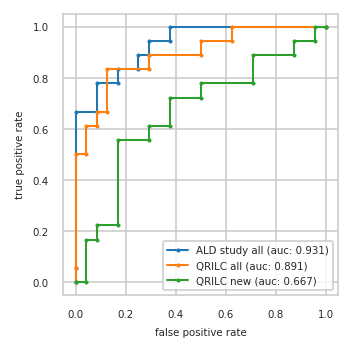 1.0
0.8
0.6
0.4
0.2
0.0
true positive rate
ALD study all (auc: 0.931)
QRILC all (auc: 0.891)
QRILC new (auc: 0.667)
0.0 0.2 0.4 0.6 0.8 1.0
false positive rate